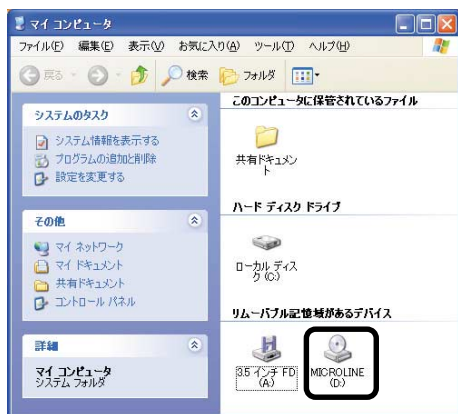 マイ コンピュータ
ファイル(F) 編集(E) 表示(V) お気に入り(A) ツール(T) ヘルプ(H)
戻る 検索 フォルダ
システムのタスク
システム情報を表示する
プログラムの追加と削除
設定を変更する
その他
マイ ネットワーク
マイ ドキュメント
共有ドキュメント
コントロール パネル
詳細
マイ コンピュータ
システム フォルダ
このコンピュータに保管されているファイル
共有ドキュメン
ト
ハード ディスク ドライブ
ローカル ディス
ク (C:)
リムーバブル記憶域があるデバイス
3.5 インチ FD
(A:)
MICROLINE
(D:)